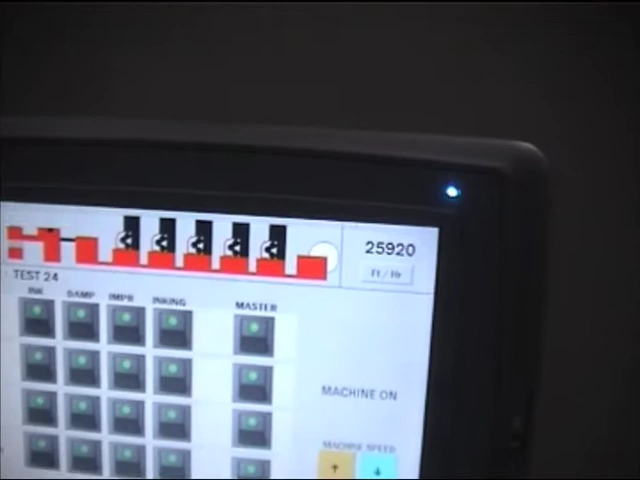 25920
Ft / Hr
TEST 24
INK DAMP IMPR INKING MASTER
MACHINE ON
MACHINE SPEED